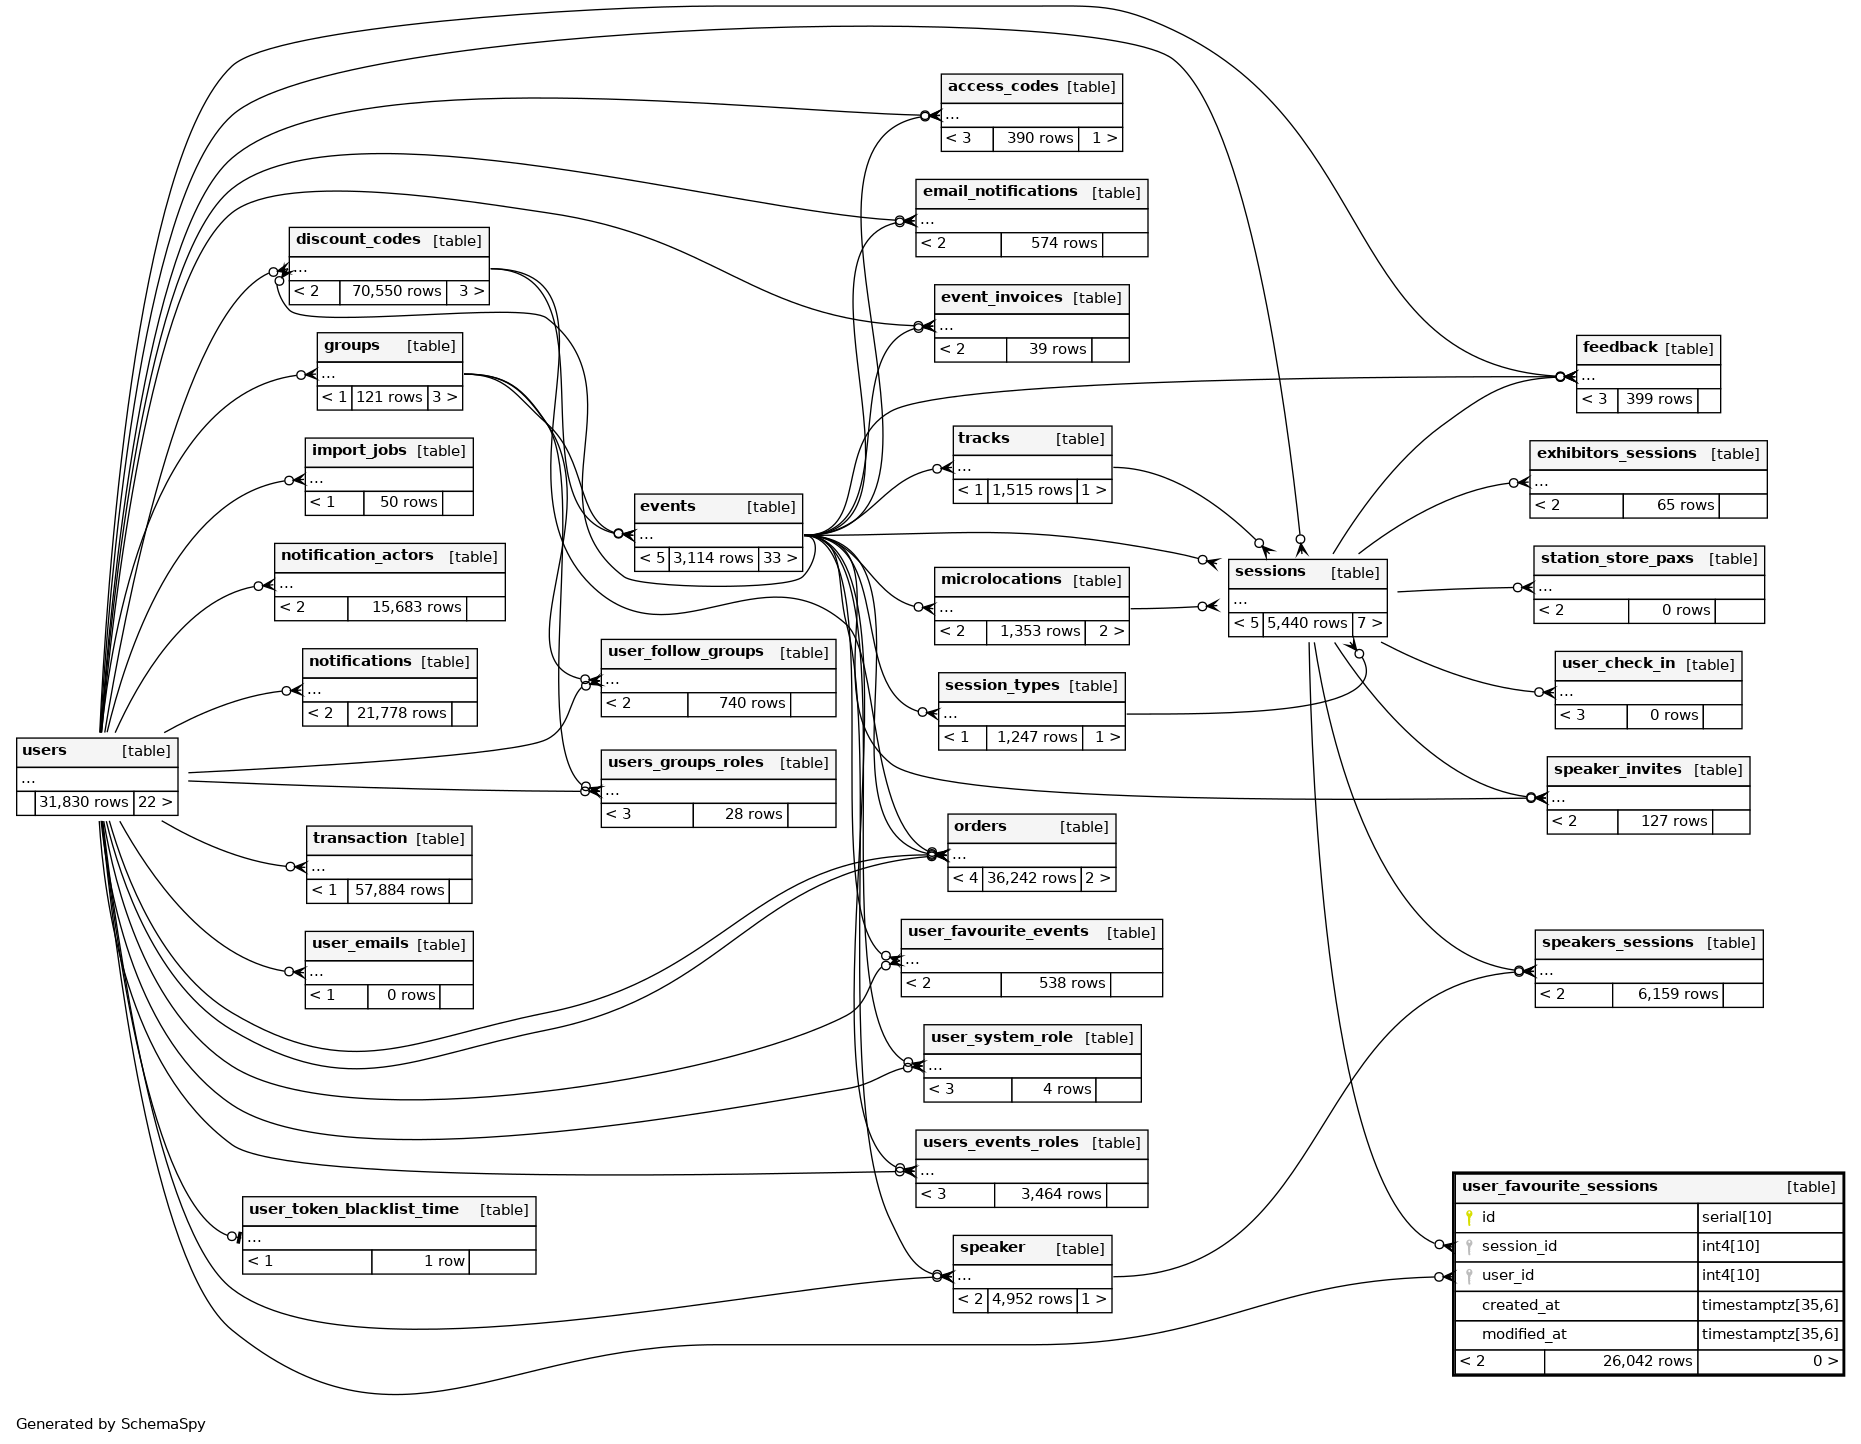 access_codes [table]
...
< 3 390 rows 1 >
email_notifications [table]
...
< 2 574 rows
discount_codes [table]
...
< 2 70,550 rows 3 >
event_invoices [table]
...
< 2 39 rows
groups [table]
...
< 1 121 rows 3 >
feedback [table]
...
< 3 399 rows
import_jobs [table]
...
< 1 50 rows
tracks [table]
...
< 1 1,515 rows 1 >
exhibitors_sessions [table]
...
< 2 65 rows
events [table]
...
< 5 3,114 rows 33 >
notification_actors [table]
...
< 2 15,683 rows
microlocations [table]
...
< 2 1,353 rows 2 >
sessions [table]
...
< 5 5,440 rows 7 >
station_store_paxs [table]
...
< 2 0 rows
notifications [table]
...
< 2 21,778 rows
user_follow_groups [table]
...
< 2 740 rows
session_types [table]
...
< 1 1,247 rows 1 >
user_check_in [table]
...
< 3 0 rows
users [table]
...
31,830 rows 22 >
users_groups_roles [table]
...
< 3 28 rows
speaker_invites [table]
...
< 2 127 rows
transaction [table]
...
< 1 57,884 rows
orders [table]
...
< 4 36,242 rows 2 >
user_emails [table]
...
< 1 0 rows
user_favourite_events [table]
...
< 2 538 rows
speakers_sessions [table]
...
< 2 6,159 rows
user_system_role [table]
...
< 3 4 rows
users_events_roles [table]
...
< 3 3,464 rows
user_token_blacklist_time [table]
...
< 1 1 row
speaker [table]
...
< 2 4,952 rows 1 >
user_favourite_sessions [table]
id serial[10]
session_id int4[10]
user_id int4[10]
created_at timestamptz[35,6]
modified_at timestamptz[35,6]
< 2 26,042 rows 0 >
Generated by SchemaSpy